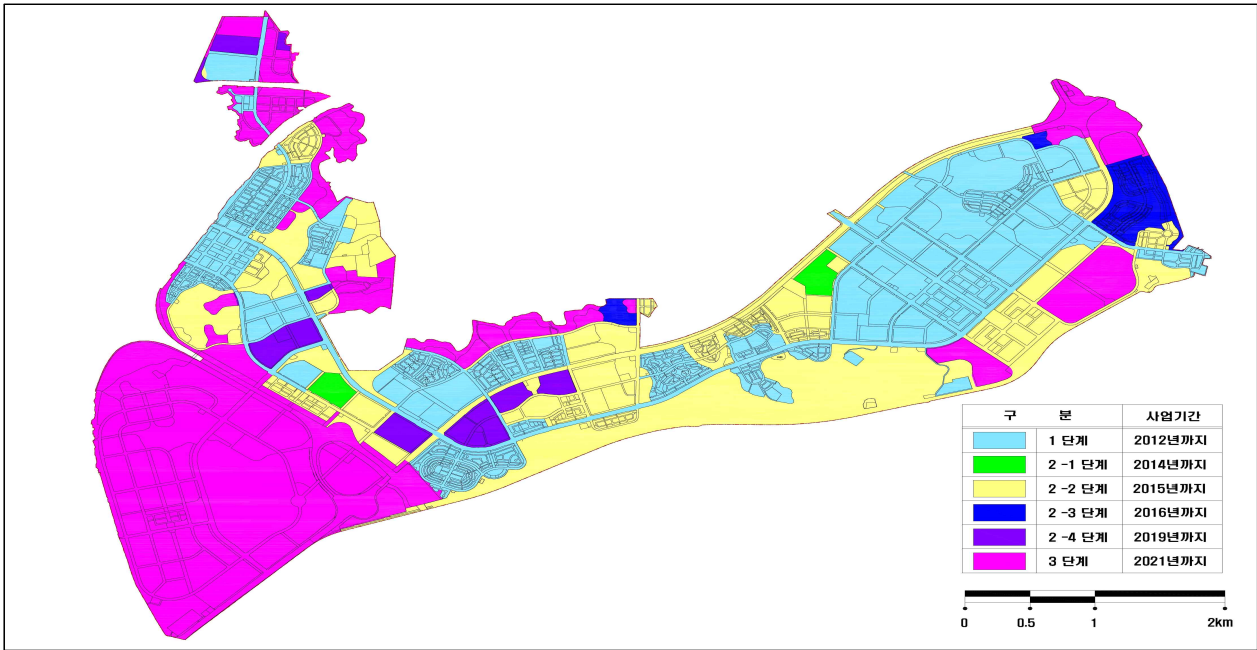 구 분 사업기간
1 단계 2012년까지
2 -1 단계 2014년까지
2 -2 단계 2015년까지
2 -3 단계 2016년까지
2 -4 단계 2019년까지
3 단계 2021년까지
0 0.5 1 2km